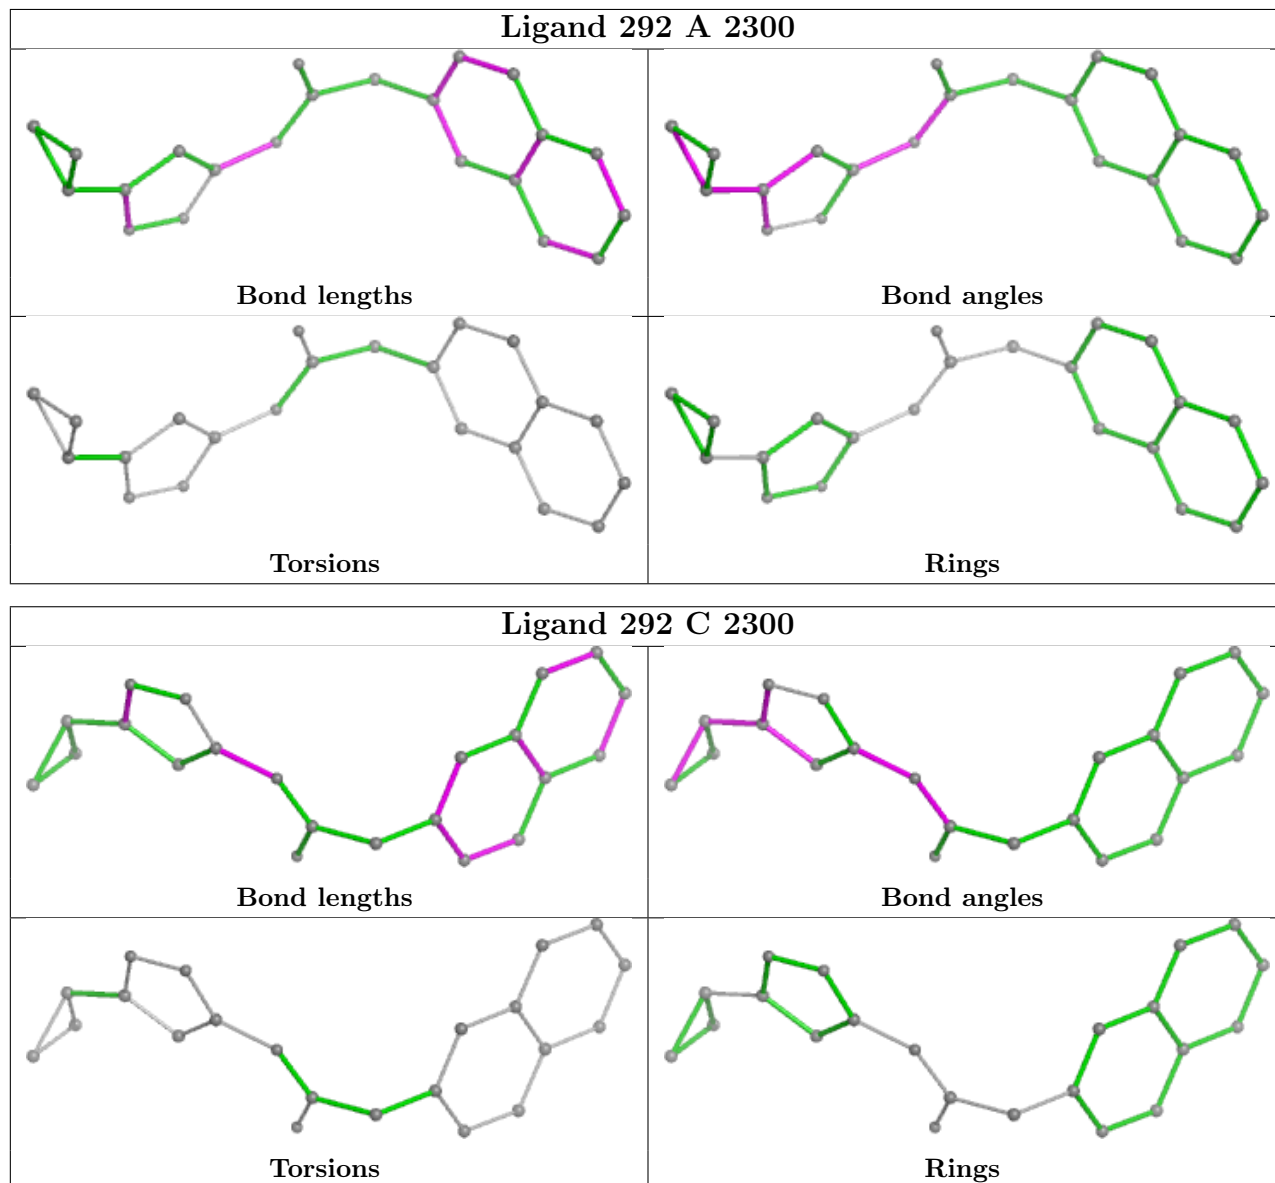 Ligand 292 A 2300
Bond lengths
Bond angles
Torsions
Rings
Ligand 292 C 2300
Bond lengths
Bond angles
Torsions
Rings